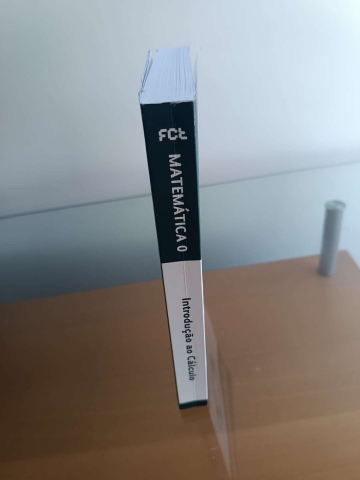 fct
MATEMÁTICA 0
Introdução ao Cálculo